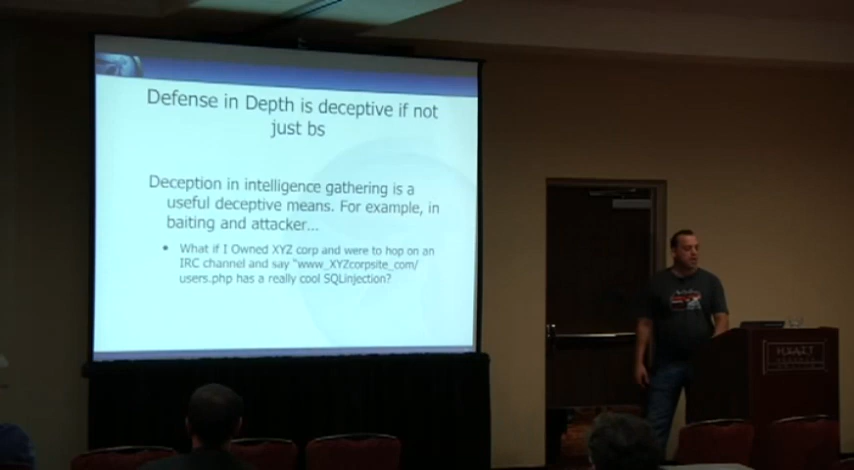 Defense in Depth is deceptive if not
just bs
Deception in intelligence gathering is a
useful deceptive means. For example, in
baiting and attacker...
• What if I Owned XYZ corp and were to hop on an
IRC channel and say "www_XYZcorpsite_com/
users.php has a really cool SQLinjection?
HYATT